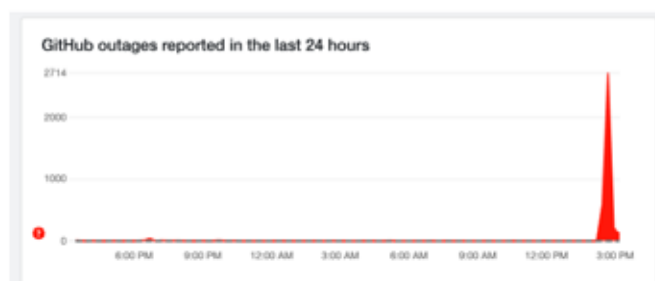 GitHub outages reported in the last 24 hours
2714
2000
1000
0
6:00 PM 9:00 PM 12:00 AM 3:00 AM 6:00 AM 9:00 AM 12:00 PM 3:00 PM